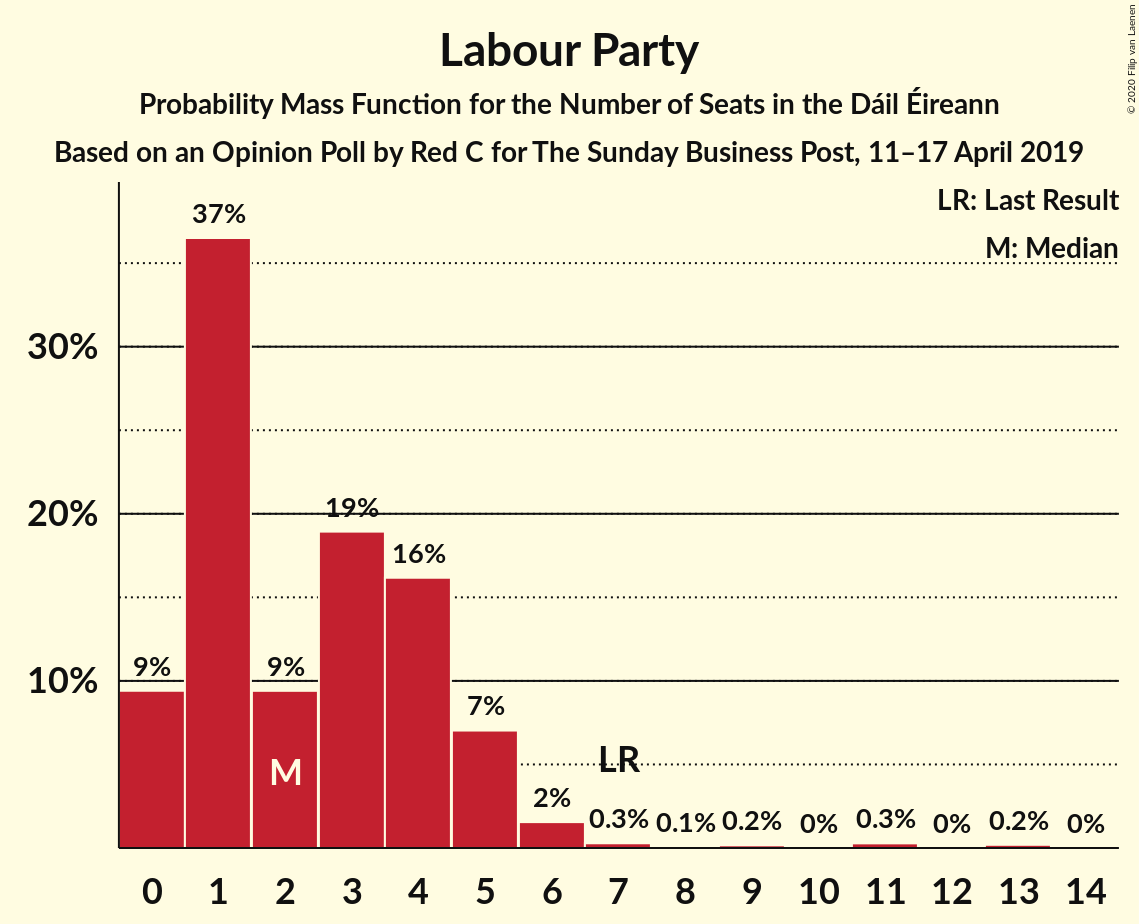 © 2020 Filip van Laenen
Labour Party
Probability Mass Function for the Number of Seats in the Dáil Éireann
Based on an Opinion Poll by Red C for The Sunday Business Post, 11–17 April 2019
LR: Last Result
M: Median
37%
30%
20%
19%
16%
10%
9%
9%
7%
LR
M
2%
0.3%
0.1%
0.2%
0%
0.3%
0%
0.2%
0%
0 1 2 3 4 5 6 7 8 9 10 11 12 13 14